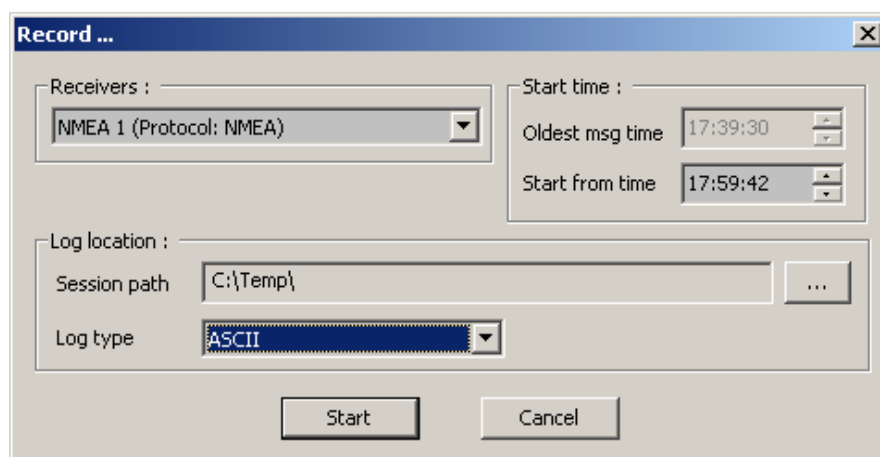 Record ...
Receivers :
NMEA 1 (Protocol: NMEA)
Start time :
Oldest msg time 17:39:30
Start from time 17:59:42
Log location :
Session path C:\Temp\ ...
Log type ASCII
Start Cancel